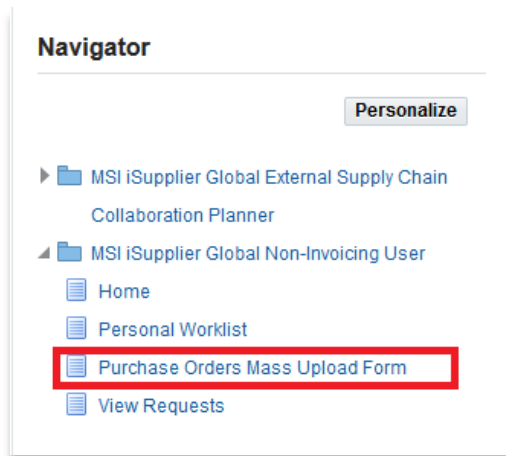 Navigator
Personalize
MSI iSupplier Global External Supply Chain
Collaboration Planner
MSI iSupplier Global Non-Invoicing User
Home
Personal Worklist
Purchase Orders Mass Upload Form
View Requests